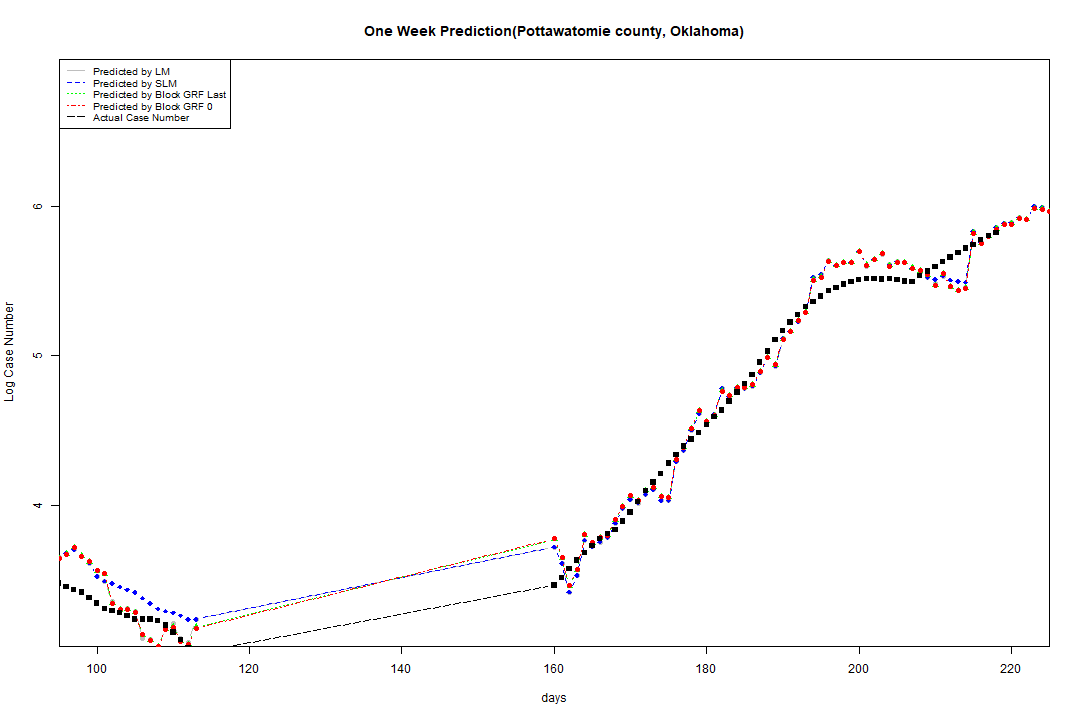 One Week Prediction(Pottawatomie county, Oklahoma)
Predicted by LM
Predicted by SLM
Predicted by Block GRF Last
Predicted by Block GRF 0
Actual Case Number
6
5
4
Log Case Number
100 120 140 160 180 200 220
days